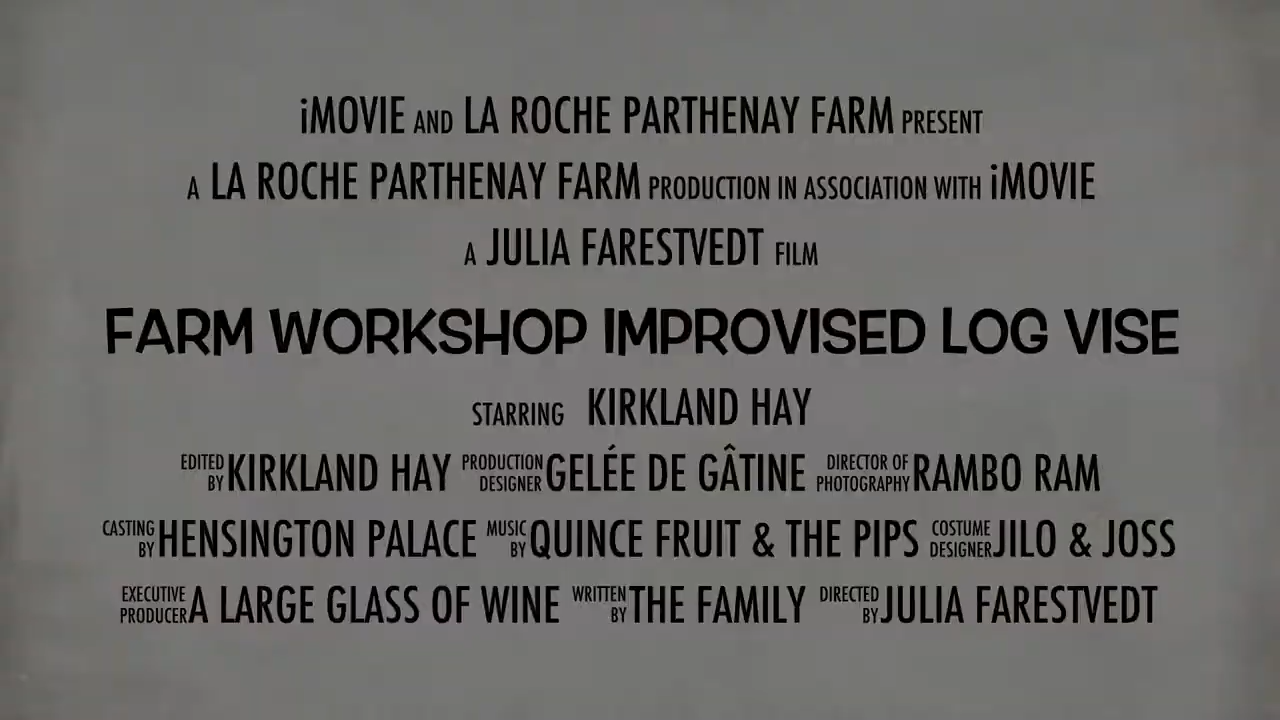 iMOVIE AND LA ROCHE PARTHENAY FARM PRESENT
A LA ROCHE PARTHENAY FARM PRODUCTION IN ASSOCIATION WITH iMOVIE
A JULIA FARESTVEDT FILM
FARM WORKSHOP IMPROVISED LOG VISE
STARRING KIRKLAND HAY
EDITED BY KIRKLAND HAY PRODUCTION DESIGNER GELÉE DE GÂTINE DIRECTOR OF PHOTOGRAPHY RAMBO RAM
CASTING BY HENSINGTON PALACE MUSIC BY QUINCE FRUIT & THE PIPS COSTUME DESIGNER JILO & JOSS
EXECUTIVE PRODUCER A LARGE GLASS OF WINE WRITTEN BY THE FAMILY DIRECTED BY JULIA FARESTVEDT